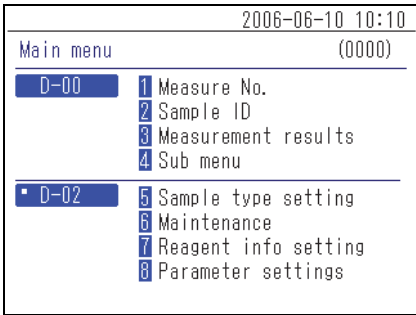 2006-06-10 10:10
Main menu (0000)
D-00 1 Measure No.
2 Sample ID
3 Measurement results
4 Sub menu
D-02 5 Sample type setting
6 Maintenance
7 Reagent info setting
8 Parameter settings